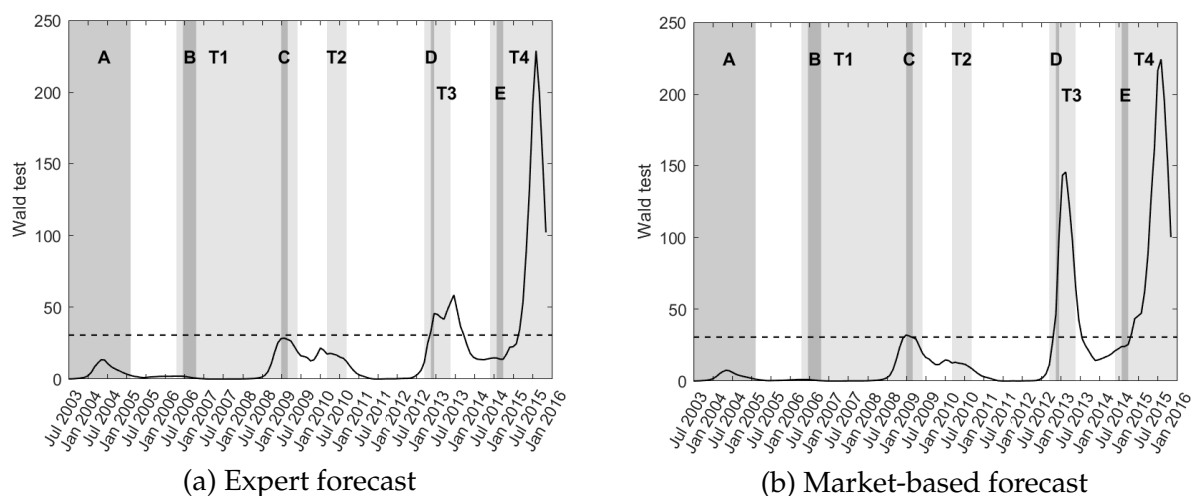 250
200
150
100
50
0
Wald test
A
B
T1
C
T2
D
T3
E
T4
Jul 2003
Jan 2004
Jul 2004
Jan 2005
Jul 2005
Jan 2006
Jul 2006
Jan 2007
Jul 2007
Jan 2008
Jul 2008
Jan 2009
Jul 2009
Jan 2010
Jul 2010
Jan 2011
Jul 2011
Jan 2012
Jul 2012
Jan 2013
Jul 2013
Jan 2014
Jul 2014
Jan 2015
Jul 2015
Jan 2016
(a) Expert forecast
250
200
150
100
50
0
Wald test
A
B
T1
C
T2
D
T3
E
T4
Jul 2003
Jan 2004
Jul 2004
Jan 2005
Jul 2005
Jan 2006
Jul 2006
Jan 2007
Jul 2007
Jan 2008
Jul 2008
Jan 2009
Jul 2009
Jan 2010
Jul 2010
Jan 2011
Jul 2011
Jan 2012
Jul 2012
Jan 2013
Jul 2013
Jan 2014
Jul 2014
Jan 2015
Jul 2015
Jan 2016
(b) Market-based forecast